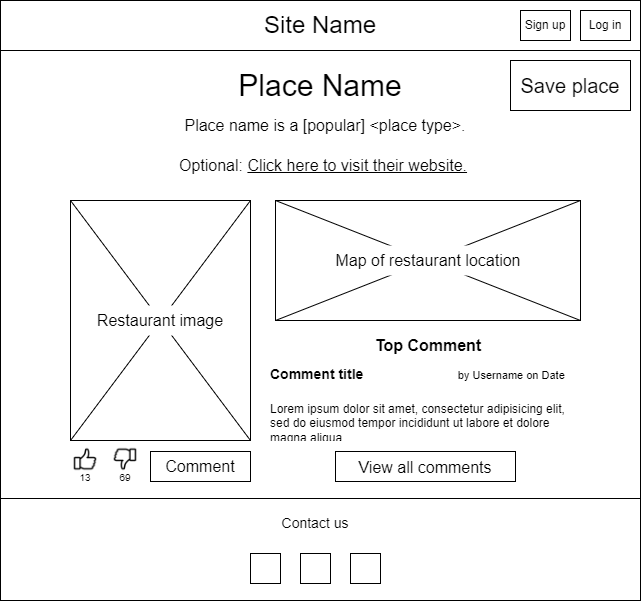 Site Name
Sign up
Log in
Place Name
Save place
Place name is a [popular] <place type>.
Optional: Click here to visit their website.
Restaurant image
Map of restaurant location
Top Comment
Comment title
by Username on Date
Lorem ipsum dolor sit amet, consectetur adipisicing elit,
sed do eiusmod tempor incididunt ut labore et dolore
magna aliqua
13
69
Comment
View all comments
Contact us